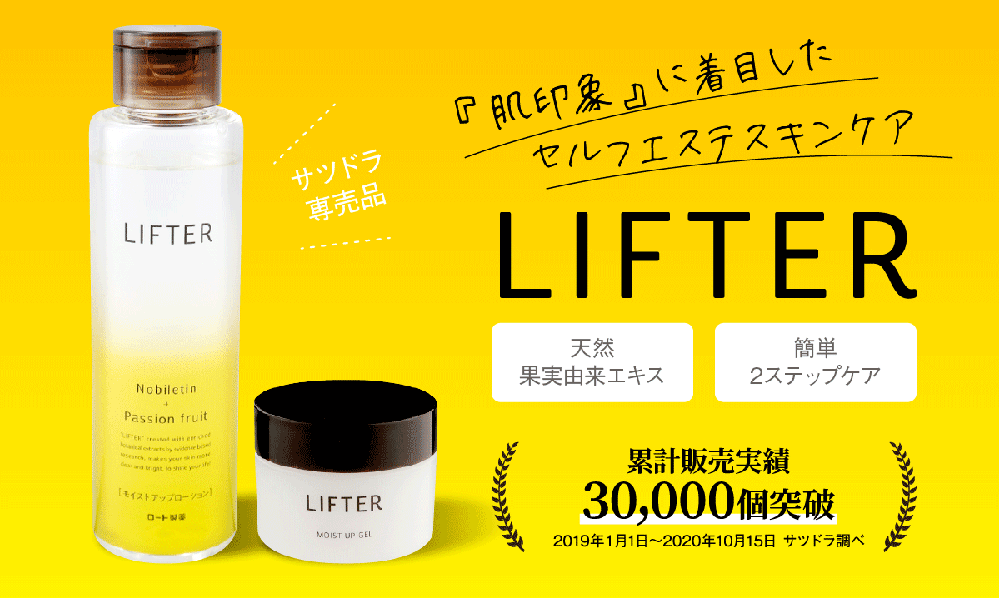 『肌印象』に着目した
セルフエステスキンケア
サツドラ
専売品
LIFTER
天然
果実由来エキス
簡単
2ステップケア
累計販売実績
30,000個突破
2019年1月1日〜2020年10月15日 サツドラ調べ
LIFTER
Nobiletin
+
Passion fruit
[モイストアップローション]
ロート製薬
LIFTER
MOIST UP GEL